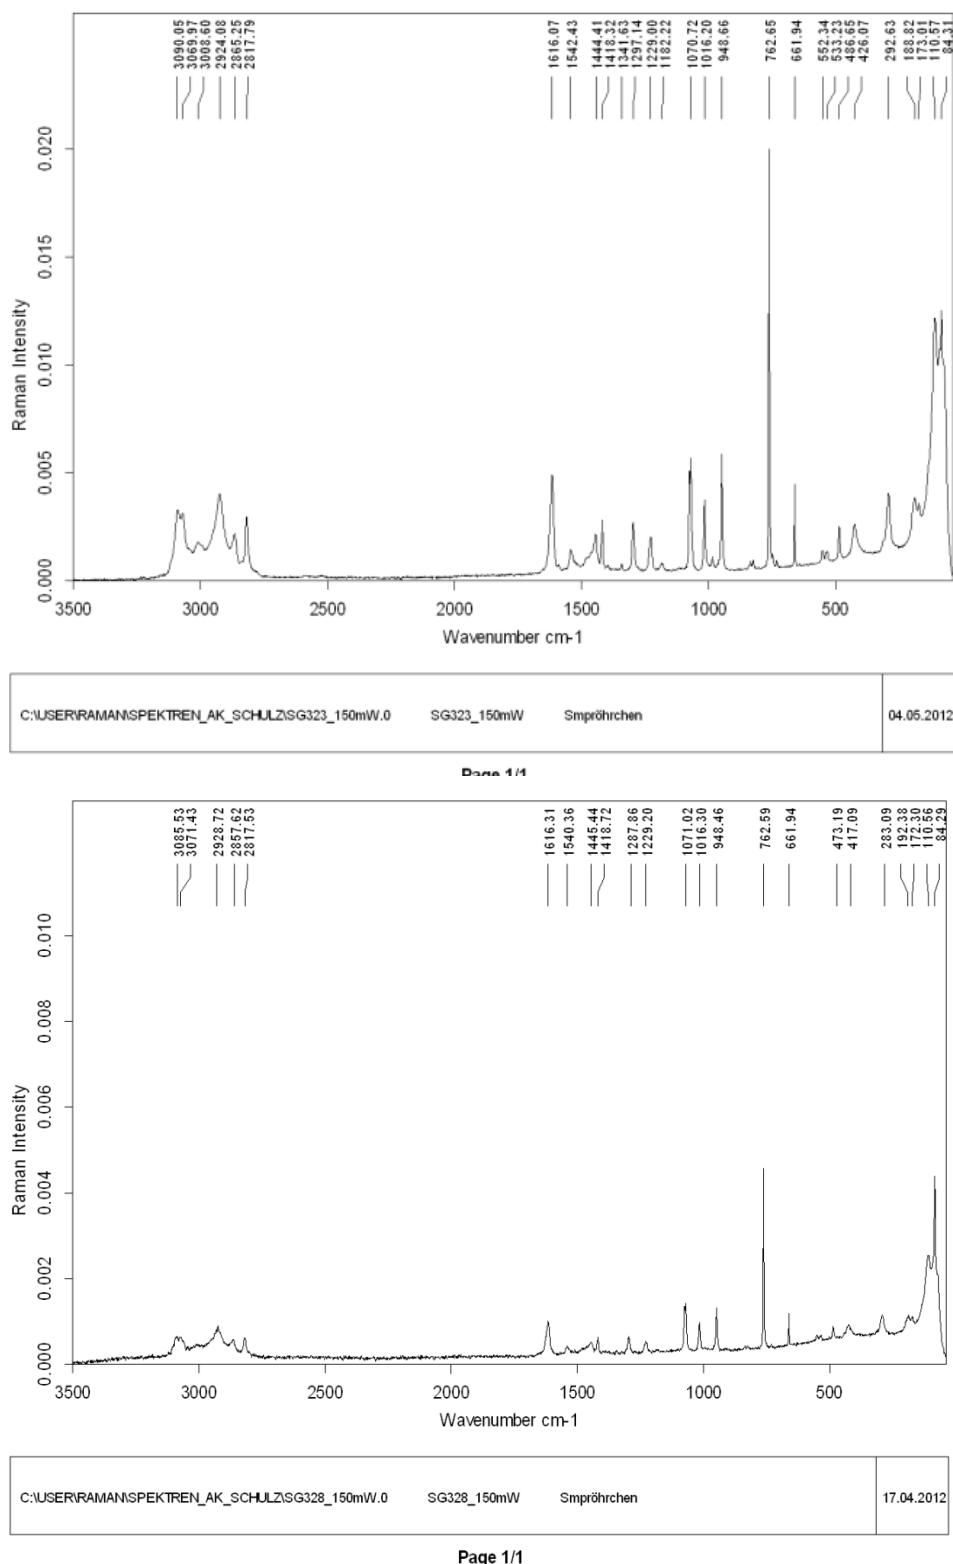 3090.05 3069.97 3008.60 2924.08 2865.25 2817.79 1616.07 1542.43 1444.41 1418.32 1341.63 1297.14 1229.00 1182.22 1070.72 1016.20 948.66 762.65 661.94 552.34 533.23 486.65 426.07 292.63 188.82 173.01 110.57 84.31
Raman Intensity
0.020
0.015
0.010
0.005
0.000
3500 3000 2500 2000 1500 1000 500
Wavenumber cm-1
C:\USER\RAMAN\SPEKTREN_AK_SCHULZ\SG323_150mW.0 SG323_150mW Smpröhrchen 04.05.2012
Page 1/1
3085.53 3071.43 2928.72 2857.62 2817.53 1616.31 1540.36 1445.44 1418.72 1287.86 1229.20 1071.02 1016.30 948.46 762.59 661.94 473.19 417.09 283.09 192.38 172.30 110.56 84.29
Raman Intensity
0.010
0.008
0.006
0.004
0.002
0.000
3500 3000 2500 2000 1500 1000 500
Wavenumber cm-1
C:\USER\RAMAN\SPEKTREN_AK_SCHULZ\SG328_150mW.0 SG328_150mW Smpröhrchen 17.04.2012
Page 1/1